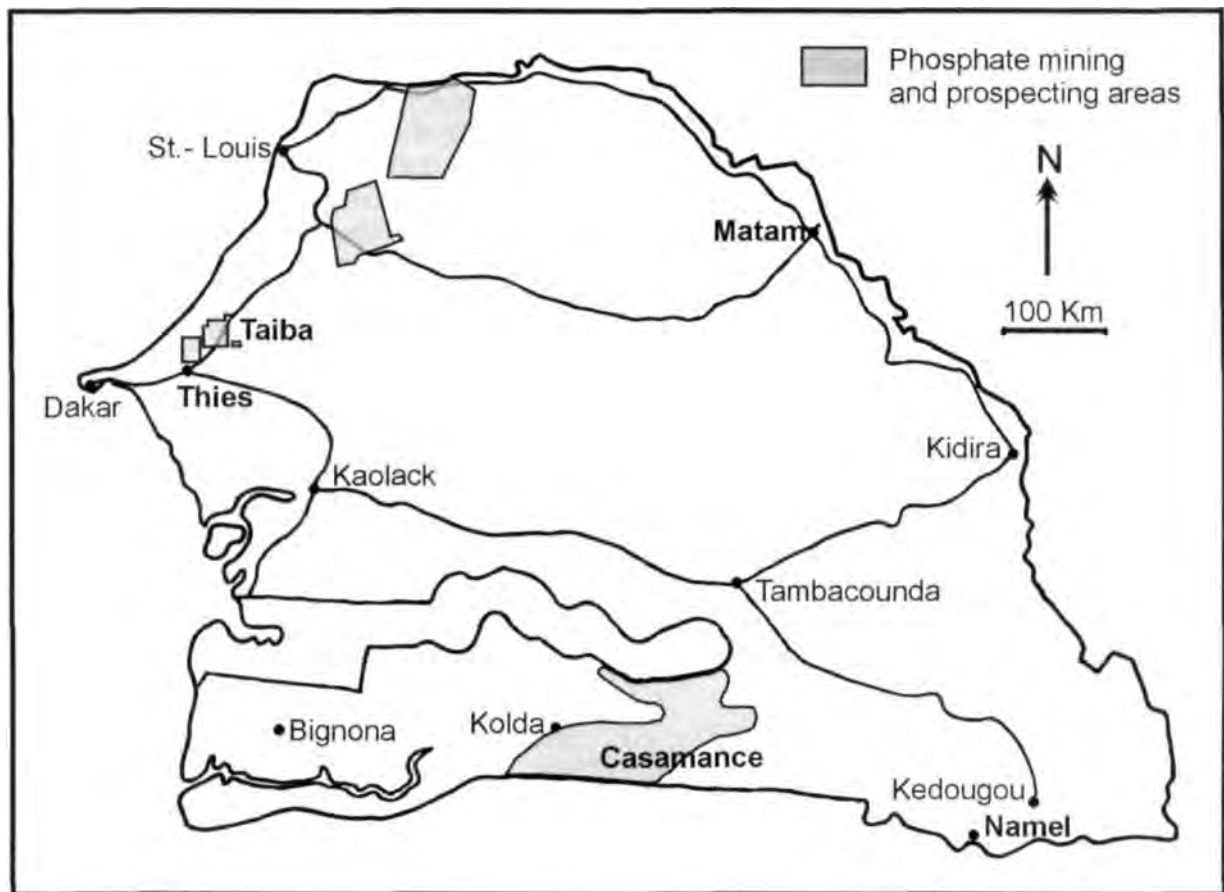 Phosphate mining
and prospecting areas
N
St.- Louis
Matam
100 Km
Taiba
Thies
Dakar
Kidira
Kaolack
Tambacounda
Bignona
Kolda
Casamance
Kedougou
Namel